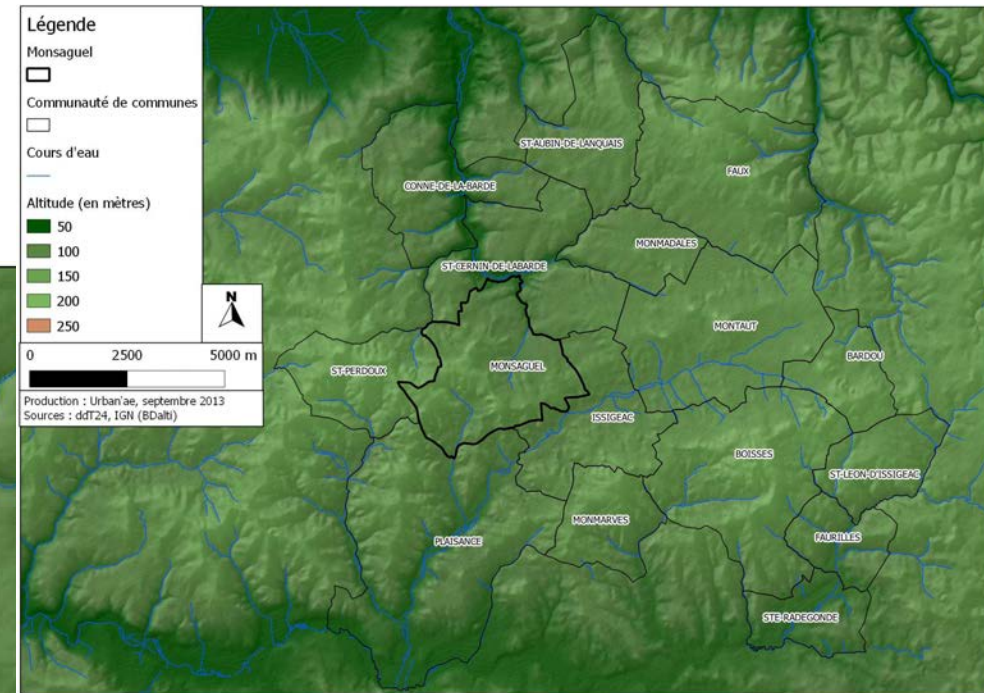 Légende
Monsaguel
Communauté de communes
Cours d'eau
Altitude (en mètres)
50
100
150
200
250
N
0 2500 5000 m
Production : Urban'ae, septembre 2013
Sources : ddT24, IGN (BDalti)
ST-AUBIN-DE-LANQUAIS
FAUX
CONNE-DE-LA-BARDE
MONMADALES
ST-CERNIN-DE-LABARDE
MONTAUT
BARDOU
ST-PERDOUX
MONSAGUEL
ISSIGEAC
BOISSES
ST-LEON-D'ISSIGEAC
MONMARVES
FAURILLES
PLAISANCE
STE-RADEGONDE